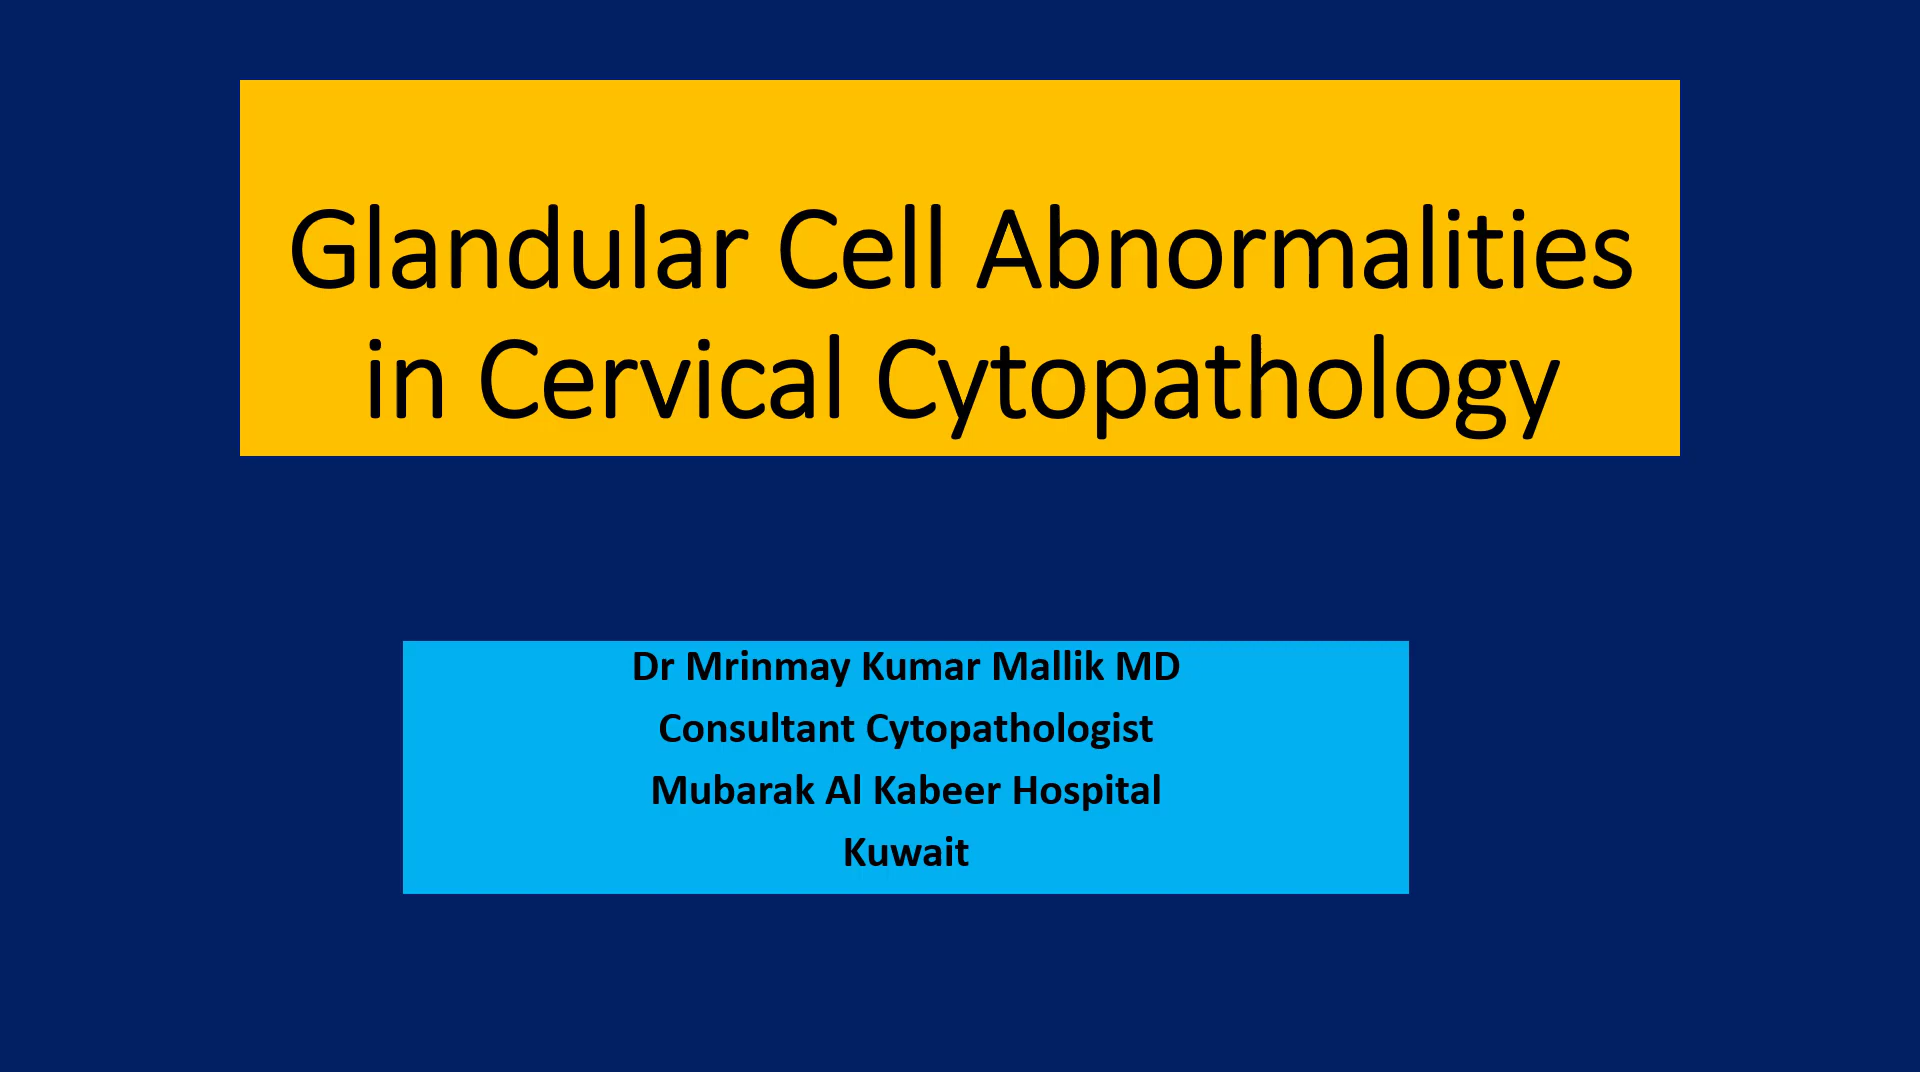 Glandular Cell Abnormalities
in Cervical Cytopathology
Dr Mrinmay Kumar Mallik MD
Consultant Cytopathologist
Mubarak Al Kabeer Hospital
Kuwait